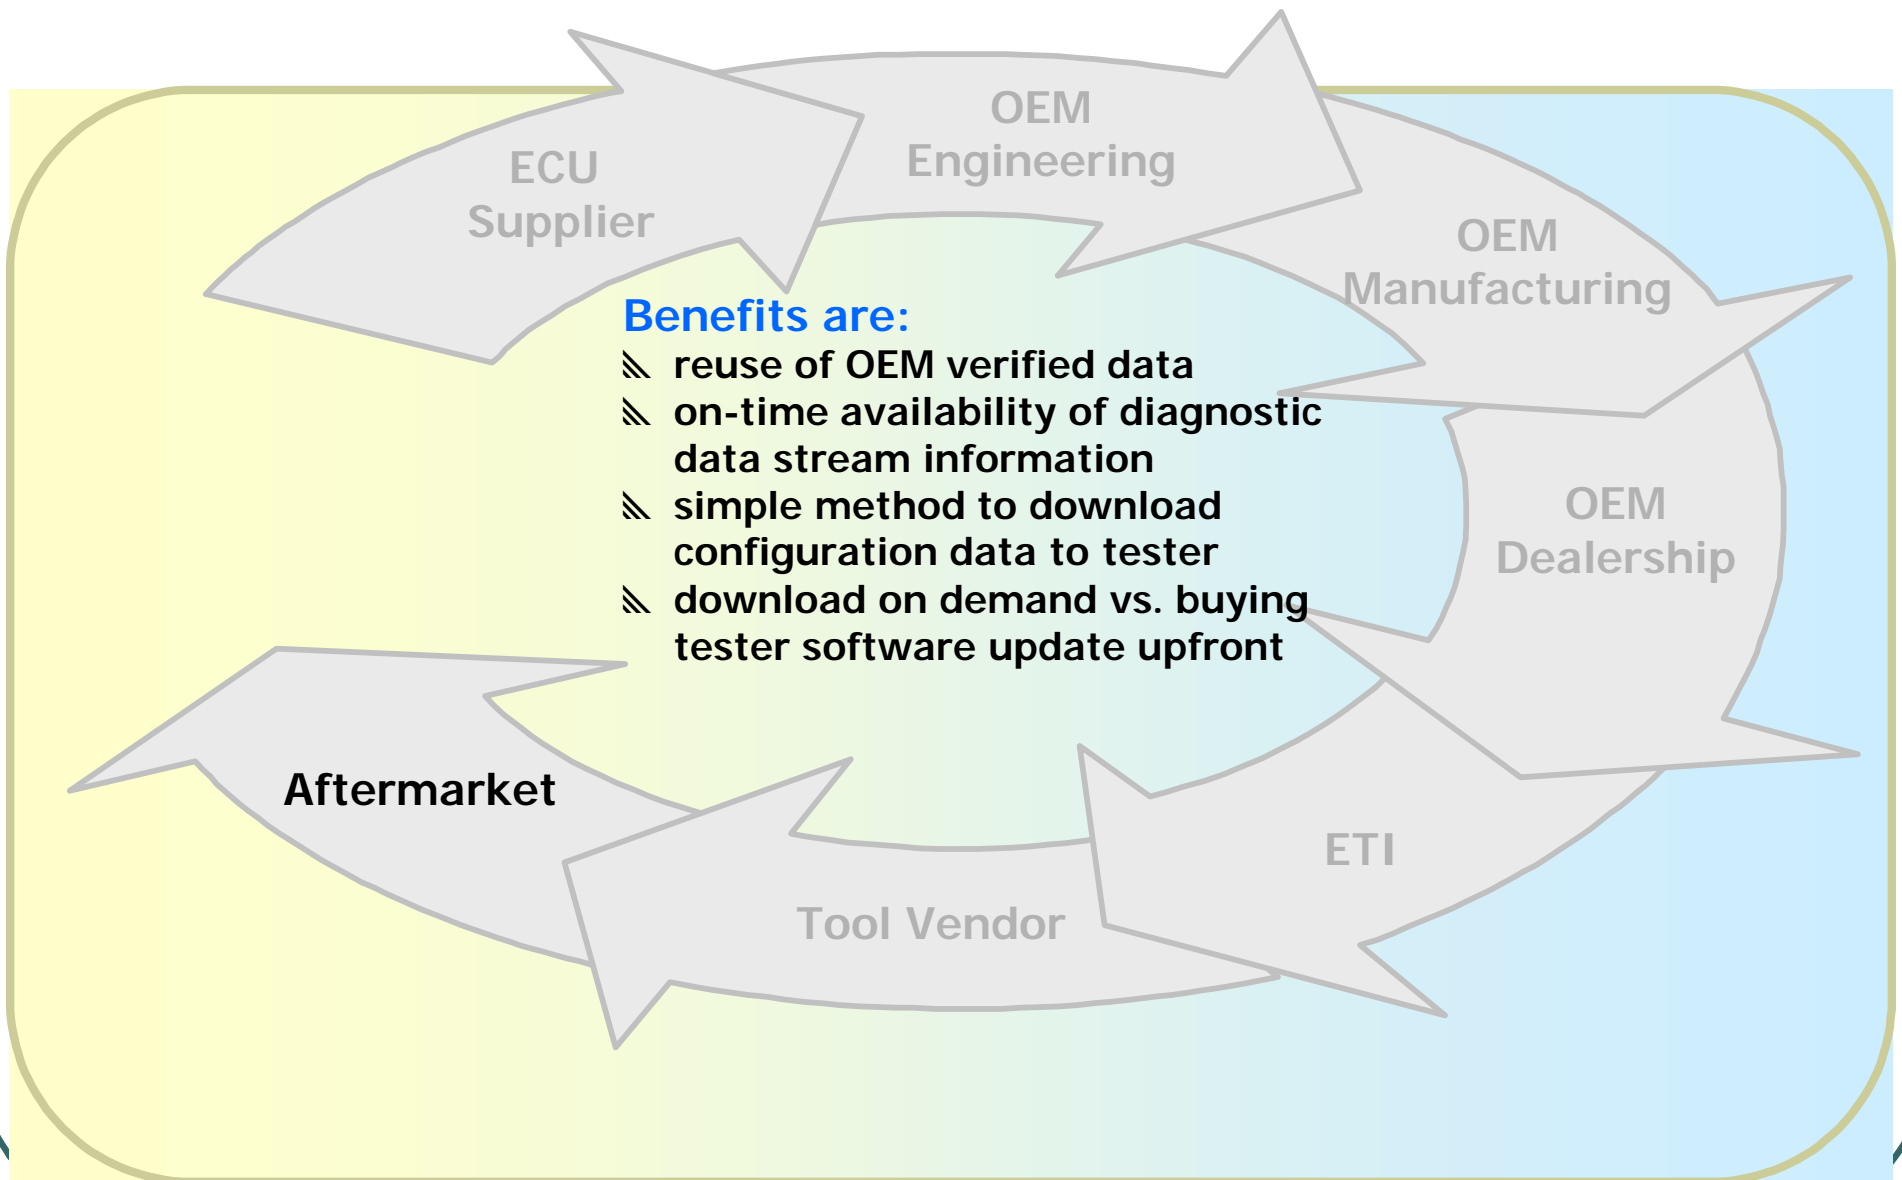 OEM
Engineering
ECU
Supplier
OEM
Manufacturing
Benefits are:
reuse of OEM verified data
on-time availability of diagnostic
data stream information
simple method to download
configuration data to tester
download on demand vs. buying
tester software update upfront
OEM
Dealership
Aftermarket
ETI
Tool Vendor